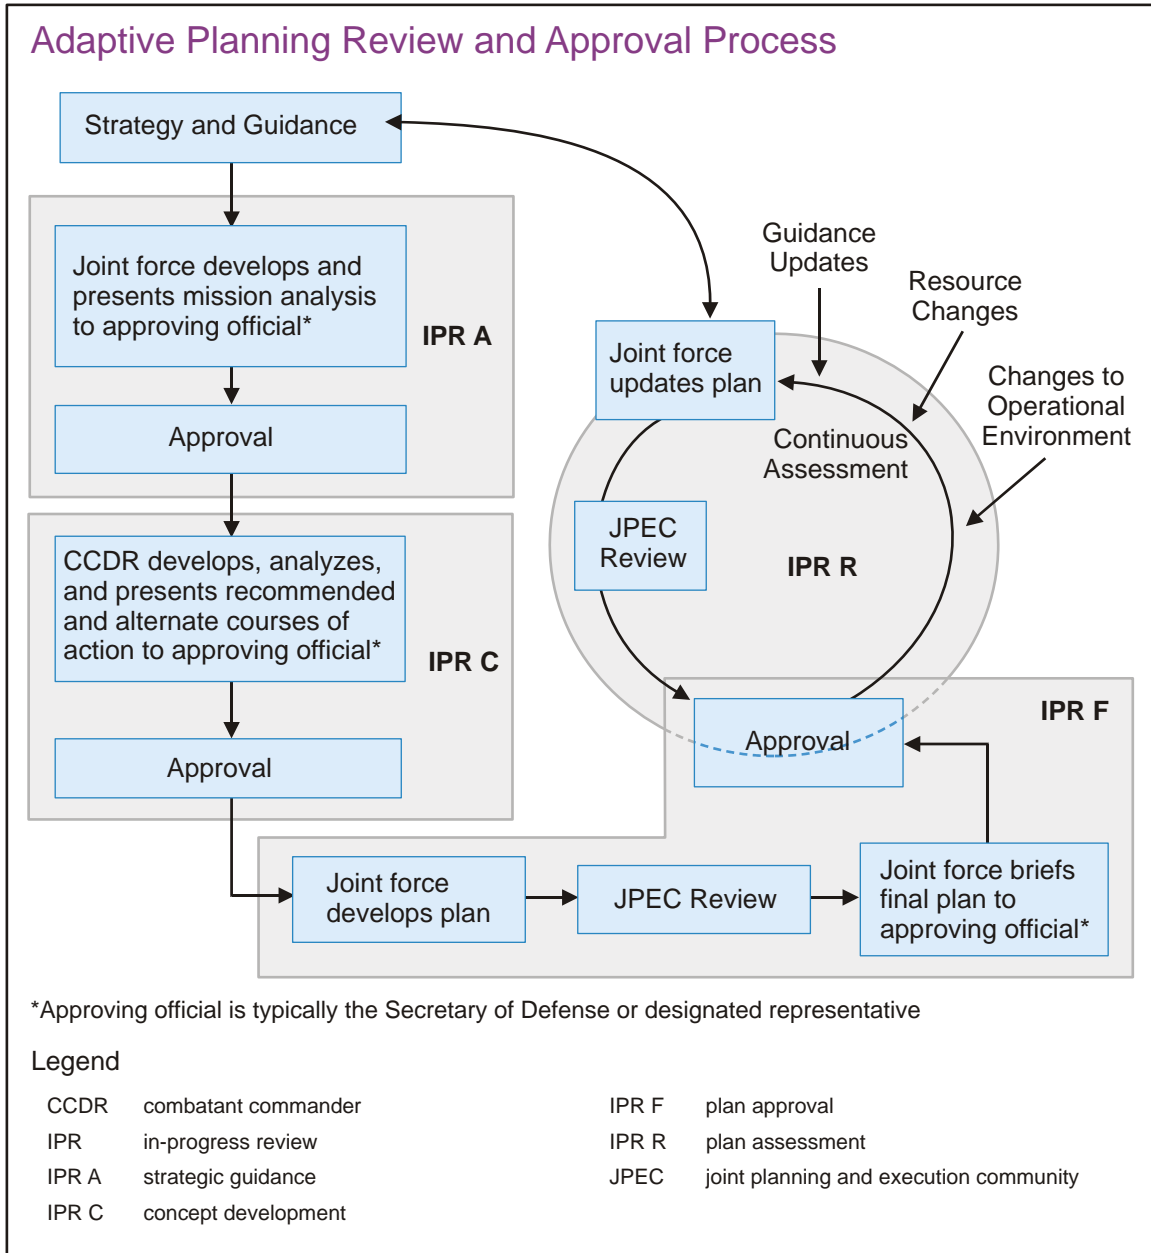 Adaptive Planning Review and Approval Process
Strategy and Guidance
Joint force develops and
presents mission analysis
to approving official*
IPR A
Approval
CCDR develops, analyzes,
and presents recommended
and alternate courses of
action to approving official*
IPR C
Approval
Guidance
Updates
Resource
Changes
Changes to
Operational
Environment
Joint force
updates plan
Continuous
Assessment
JPEC
Review
IPR R
IPR F
Approval
Joint force
develops plan
JPEC Review
Joint force briefs
final plan to
approving official*
*Approving official is typically the Secretary of Defense or designated representative
Legend
CCDR combatant commander
IPR in-progress review
IPR A strategic guidance
IPR C concept development
IPR F plan approval
IPR R plan assessment
JPEC joint planning and execution community